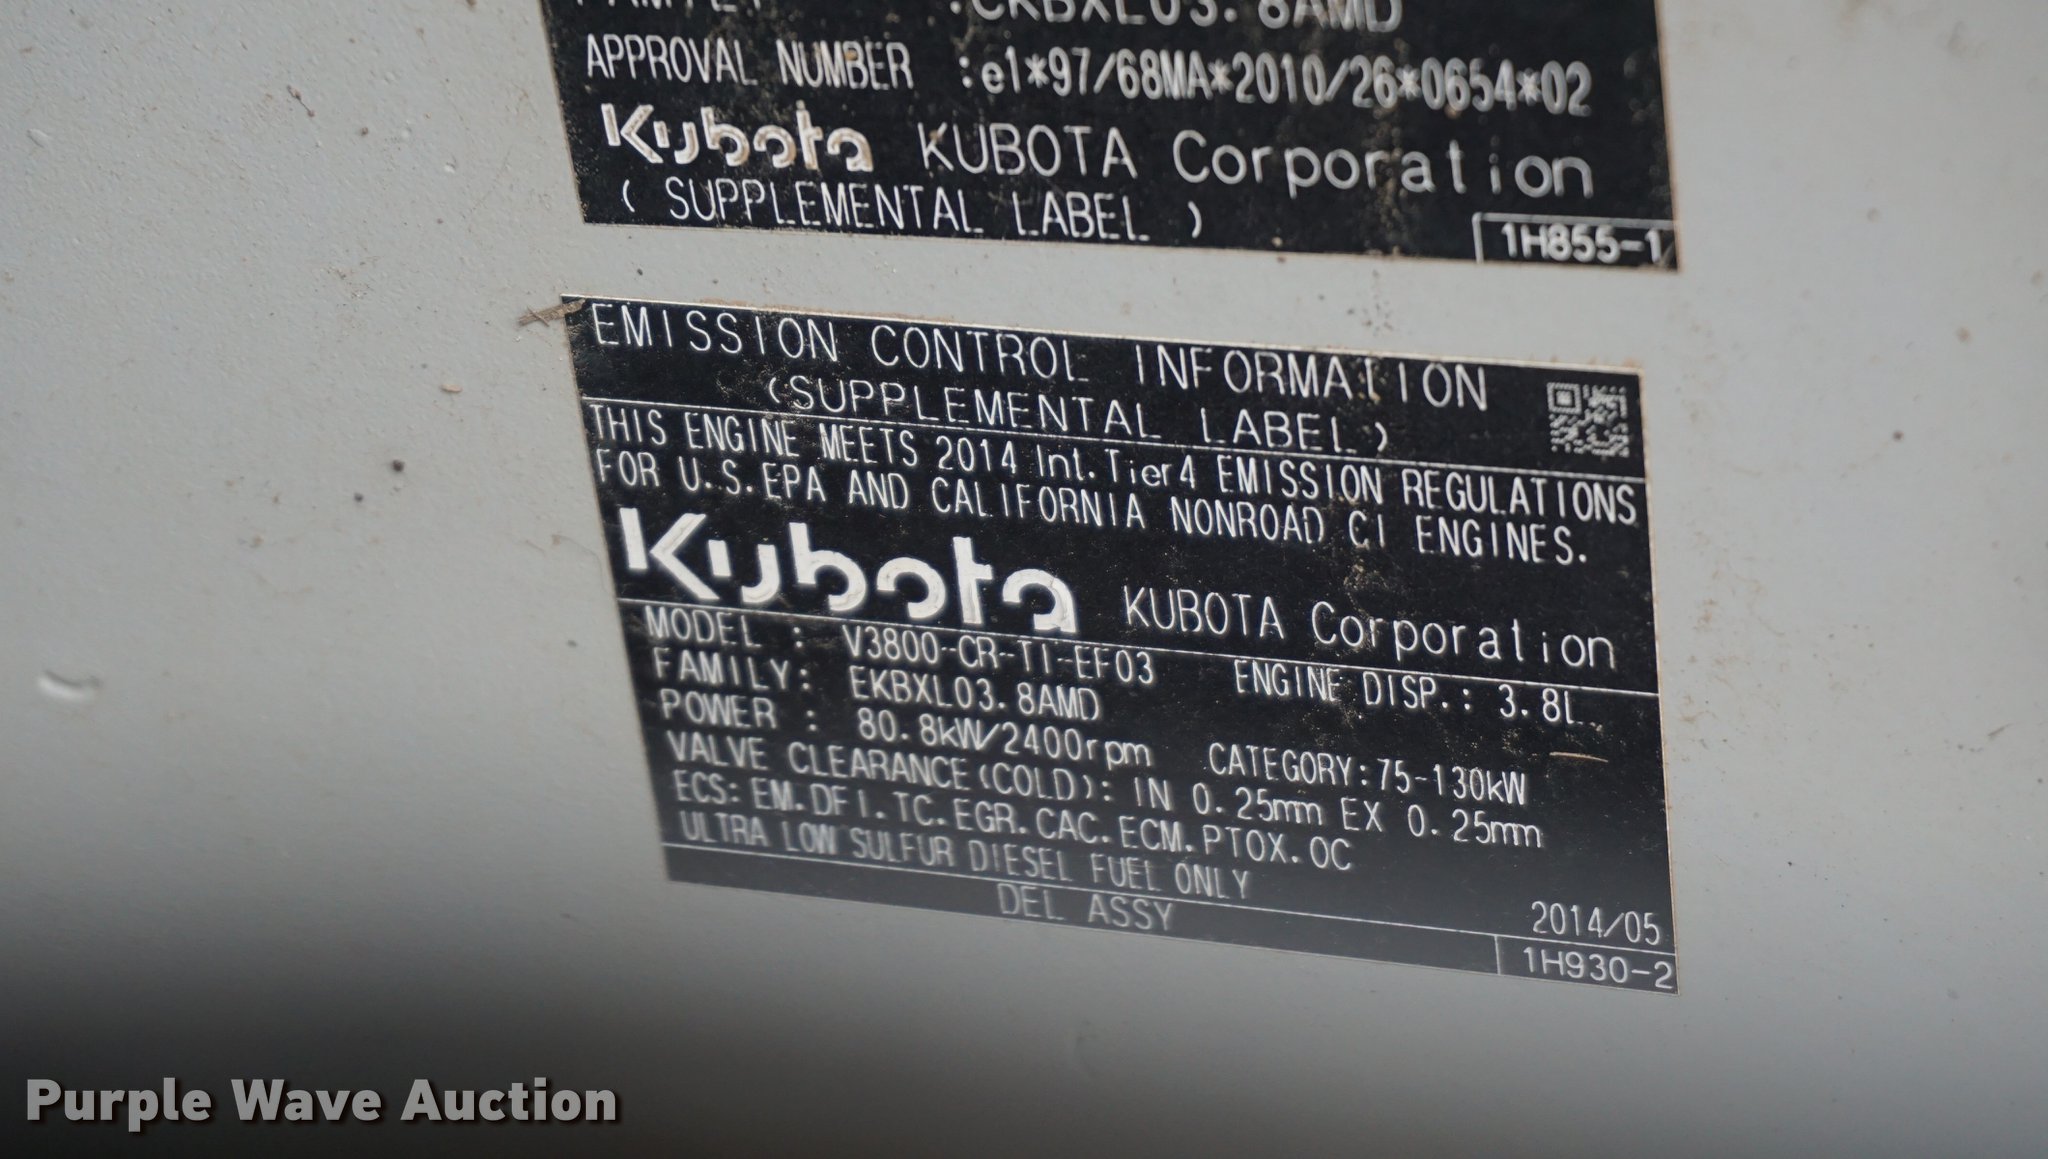 FAMILY :CKBXL03.8AMD
APPROVAL NUMBER :e1*97/68MA*2010/26*0654*02
Kubota KUBOTA Corporation
( SUPPLEMENTAL LABEL )
1H855-1
EMISSION CONTROL INFORMATION
(SUPPLEMENTAL LABEL)
THIS ENGINE MEETS 2014 Int.Tier4 EMISSION REGULATIONS
FOR U.S.EPA AND CALIFORNIA NONROAD CI ENGINES.
Kubota KUBOTA Corporation
MODEL : V3800-CR-TI-EF03 ENGINE DISP.: 3.8L
FAMILY: EKBXL03.8AMD
POWER : 80.8kW/2400rpm CATEGORY:75-130kW
VALVE CLEARANCE(COLD): IN 0.25mm EX 0.25mm
ECS: EM.DFI.TC.EGR.CAC.ECM.PTOX.OC
ULTRA LOW SULFUR DIESEL FUEL ONLY
2014/05
DEL ASSY
1H930-2
Purple Wave Auction